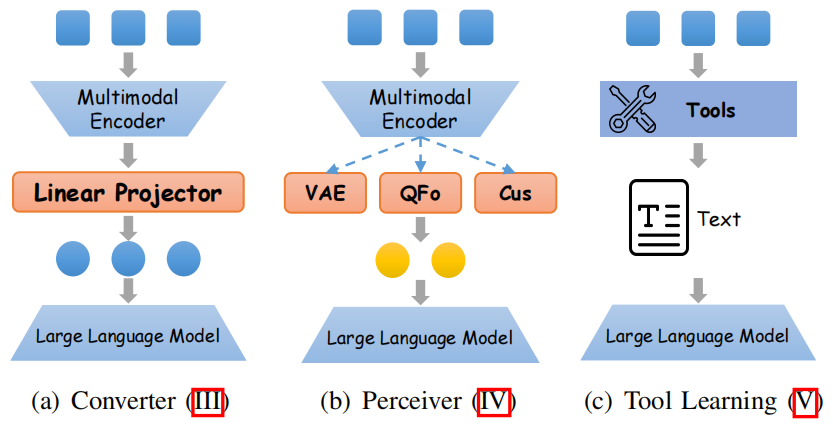 Multimodal
Encoder
Linear Projector
Large Language Model
(a) Converter (III)
Multimodal
Encoder
VAE
QFo
Cus
Large Language Model
(b) Perceiver (IV)
Tools
T
Text
Large Language Model
(c) Tool Learning (V)